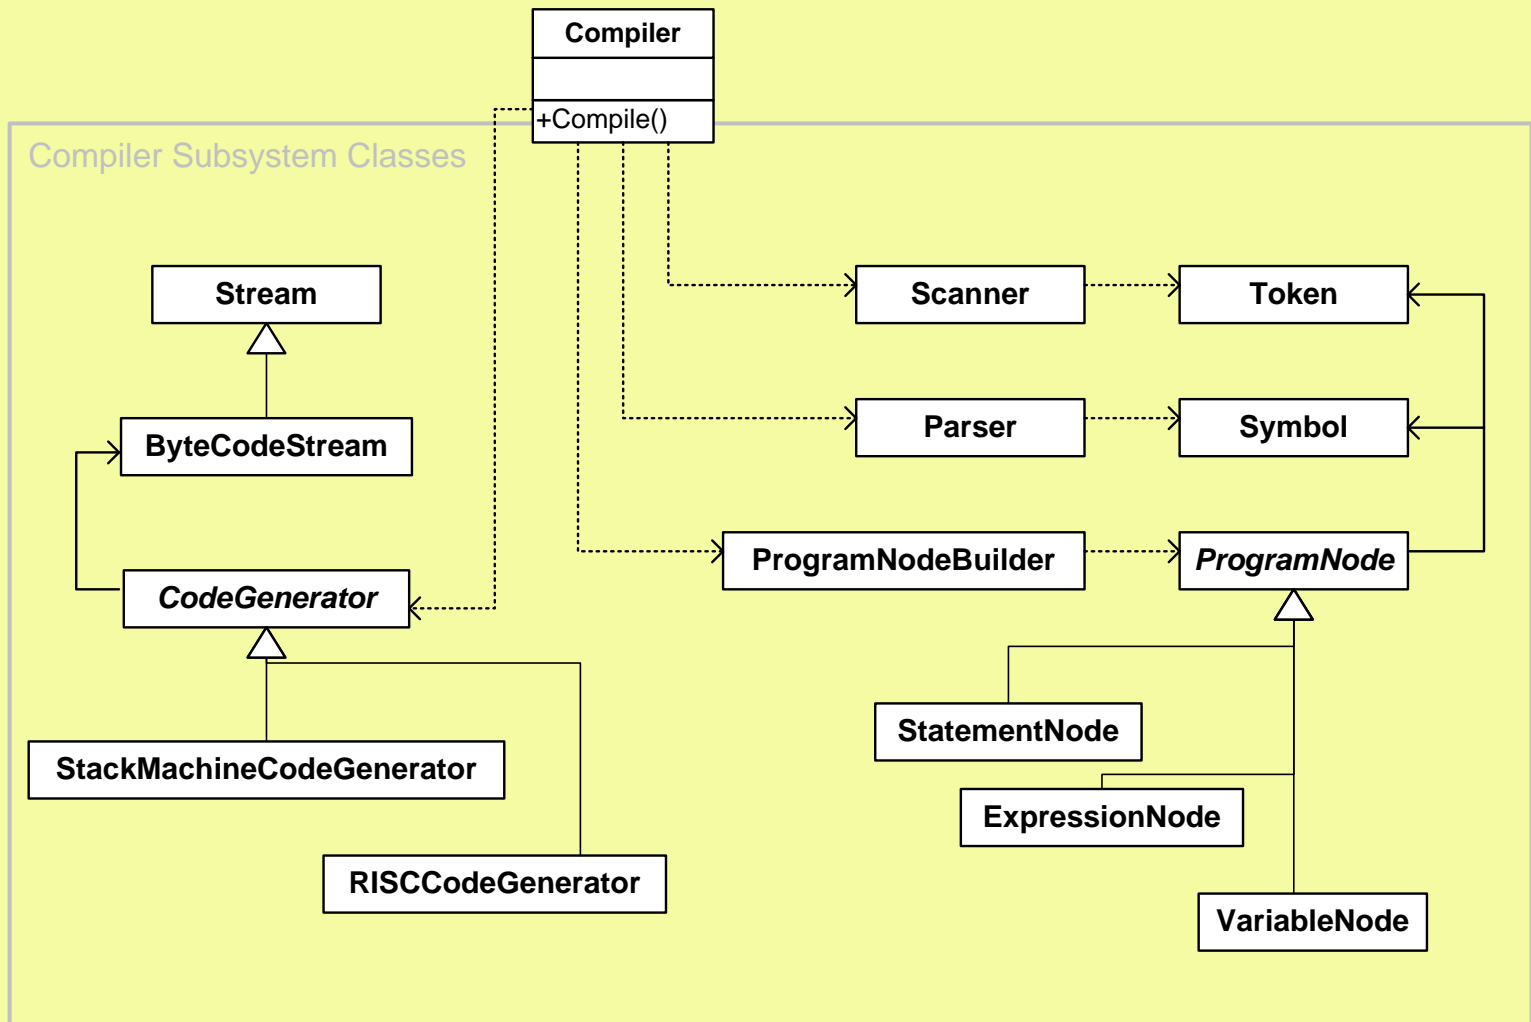 Compiler
+Compile()
Compiler Subsystem Classes
Stream
Scanner
Token
ByteCodeStream
Parser
Symbol
ProgramNodeBuilder
ProgramNode
CodeGenerator
StatementNode
StackMachineCodeGenerator
ExpressionNode
RISCCodeGenerator
VariableNode